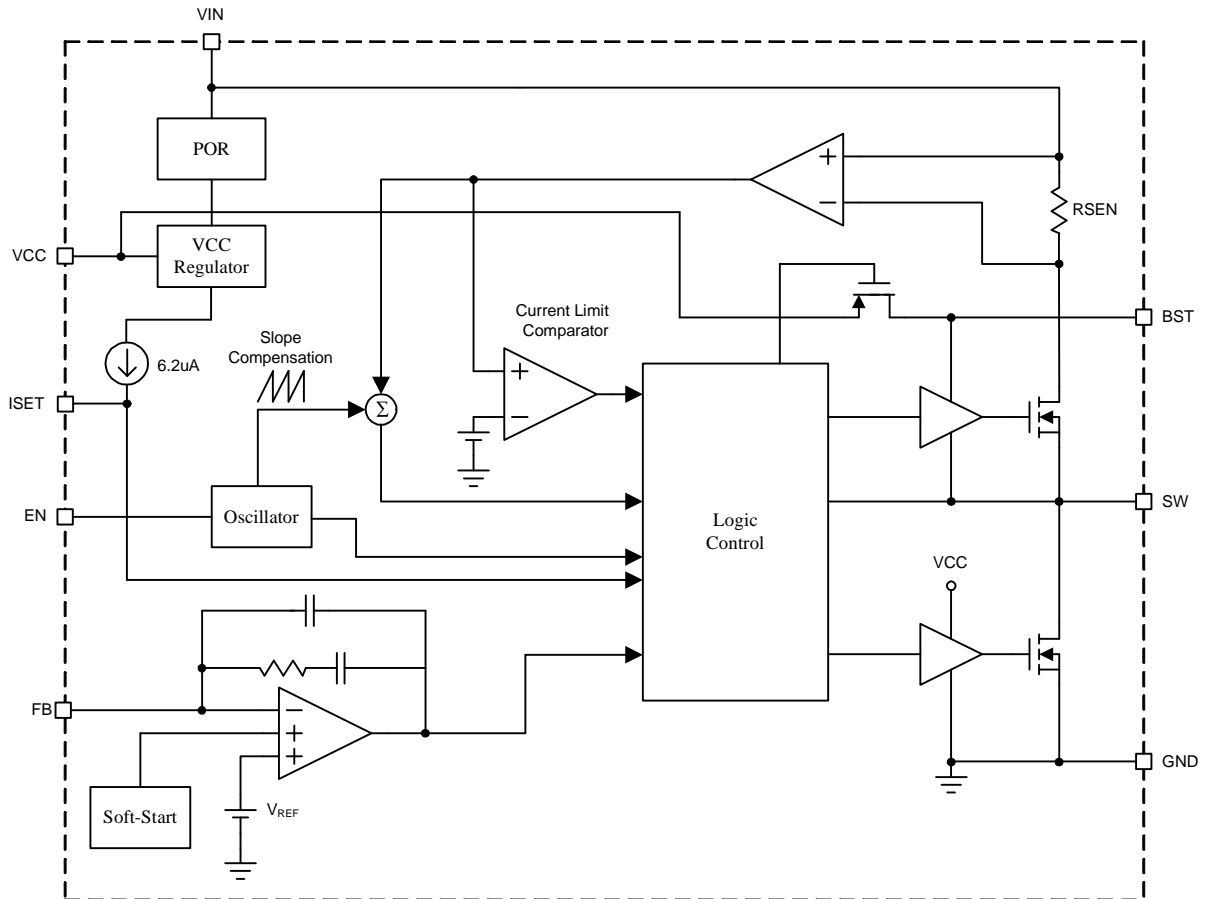 VIN
POR
+
−
RSEN
VCC
VCC
Regulator
Current Limit
Comparator
BST
Slope
Compensation
6.2uA
+
−
ISET
Σ
EN
Oscillator
Logic
Control
SW
VCC
FB
−
+
+
GND
Soft-Start
VREF